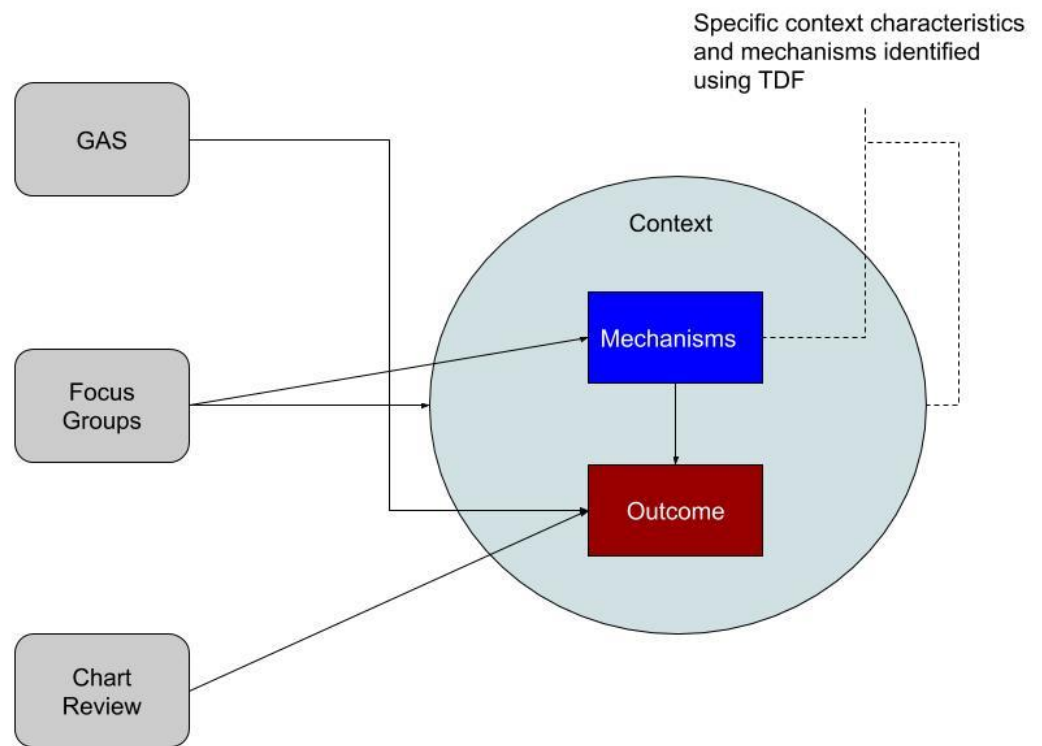 Specific context characteristics
and mechanisms identified
using TDF
GAS
Context
Mechanisms
Focus
Groups
Outcome
Chart
Review